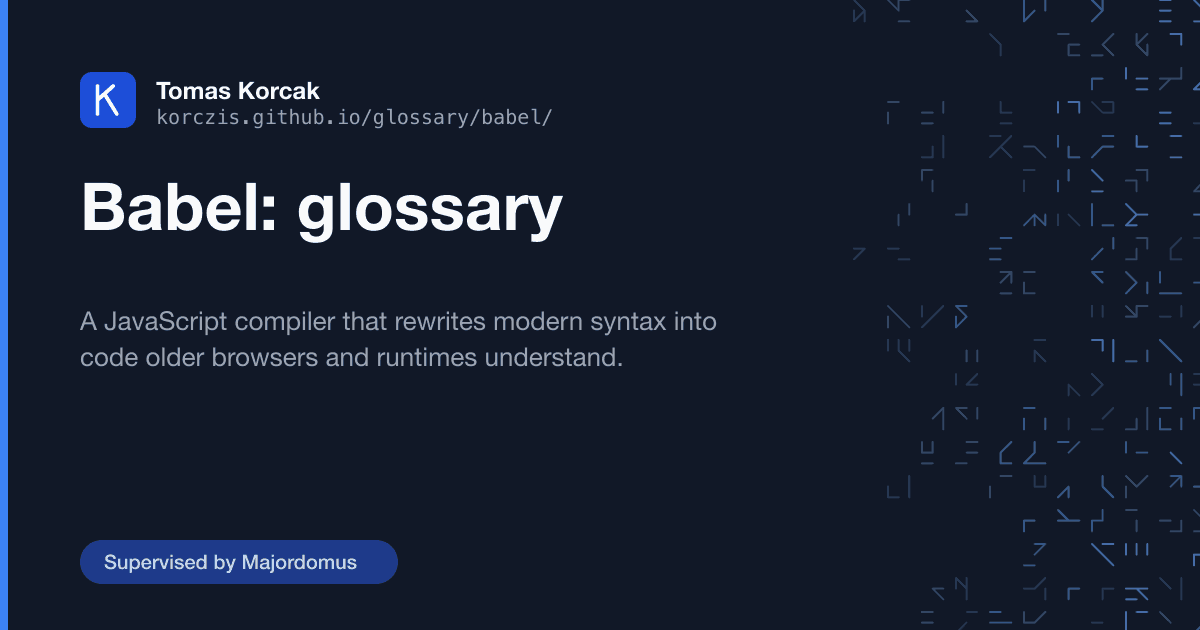 K
Tomas Korcak
korczis.github.io/glossary/babel/
Babel: glossary
A JavaScript compiler that rewrites modern syntax into
code older browsers and runtimes understand.
Supervised by Majordomus